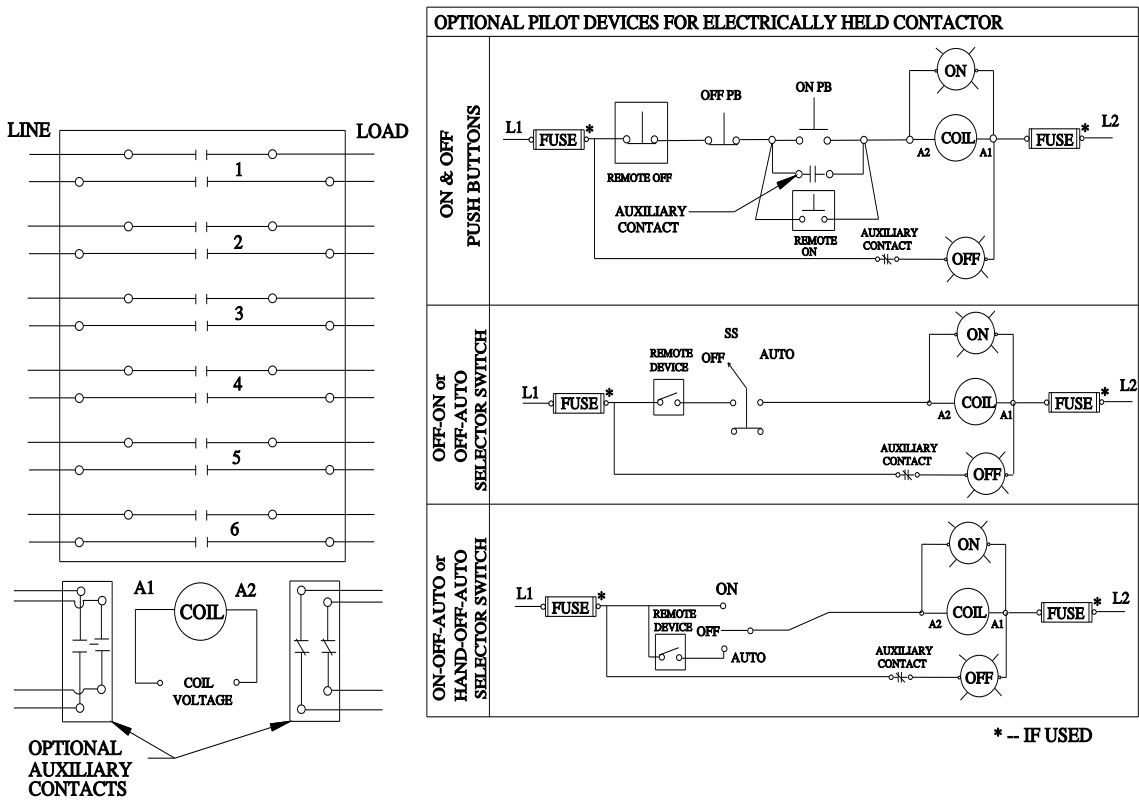 LINE
LOAD
1
2
3
4
5
6
A1
A2
COIL
COIL
VOLTAGE
OPTIONAL
AUXILIARY
CONTACTS
OPTIONAL PILOT DEVICES FOR ELECTRICALLY HELD CONTACTOR
ON & OFF
PUSH BUTTONS
L1
FUSE
*
REMOTE OFF
OFF PB
ON PB
AUXILIARY
CONTACT
REMOTE
ON
AUXILIARY
CONTACT
ON
A2
COIL
A1
OFF
FUSE
*
L2
OFF-ON or
OFF-AUTO
SELECTOR SWITCH
L1
FUSE
*
REMOTE
DEVICE
SS
OFF
AUTO
AUXILIARY
CONTACT
ON
A2
COIL
A1
OFF
FUSE
*
L2
ON-OFF-AUTO or
HAND-OFF-AUTO
SELECTOR SWITCH
L1
FUSE
*
REMOTE
DEVICE
ON
OFF
AUTO
AUXILIARY
CONTACT
ON
A2
COIL
A1
OFF
FUSE
*
L2
* -- IF USED